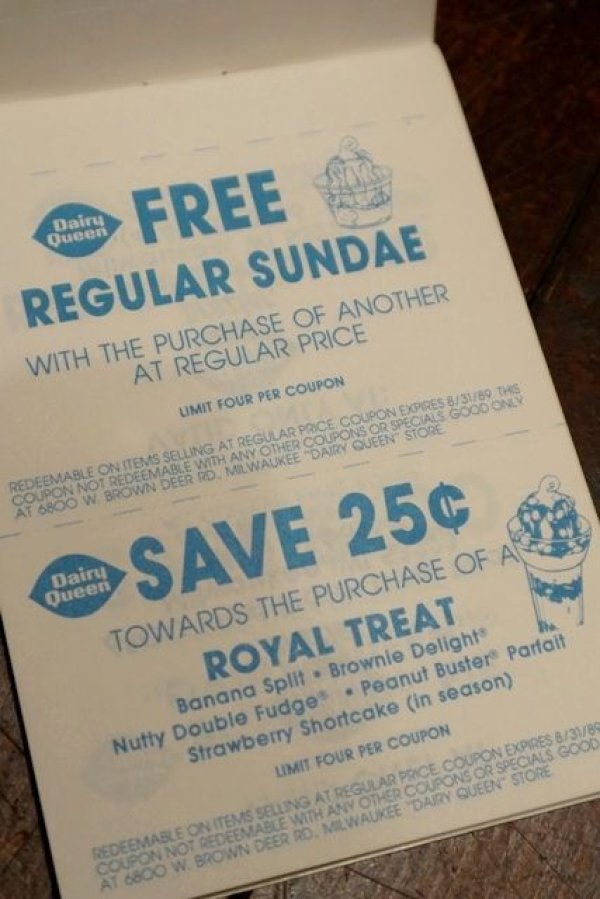 Dairy
Queen
FREE
REGULAR SUNDAE
WITH THE PURCHASE OF ANOTHER
AT REGULAR PRICE
LIMIT FOUR PER COUPON
REDEEMABLE ON ITEMS SELLING AT REGULAR PRICE. COUPON EXPIRES 8/31/89. THIS
COUPON NOT REDEEMABLE WITH ANY OTHER COUPONS OR SPECIALS. GOOD ONLY
AT 6800 W. BROWN DEER RD., MILWAUKEE "DAIRY QUEEN" STORE.
Dairy
Queen
SAVE 25¢
TOWARDS THE PURCHASE OF A
ROYAL TREAT
Banana Split • Brownie Delight®
Nutty Double Fudge® • Peanut Buster® Parfait
Strawberry Shortcake (in season)
LIMIT FOUR PER COUPON
REDEEMABLE ON ITEMS SELLING AT REGULAR PRICE. COUPON EXPIRES 8/31/89
COUPON NOT REDEEMABLE WITH ANY OTHER COUPONS OR SPECIALS. GOOD
AT 6800 W. BROWN DEER RD., MILWAUKEE "DAIRY QUEEN" STORE.